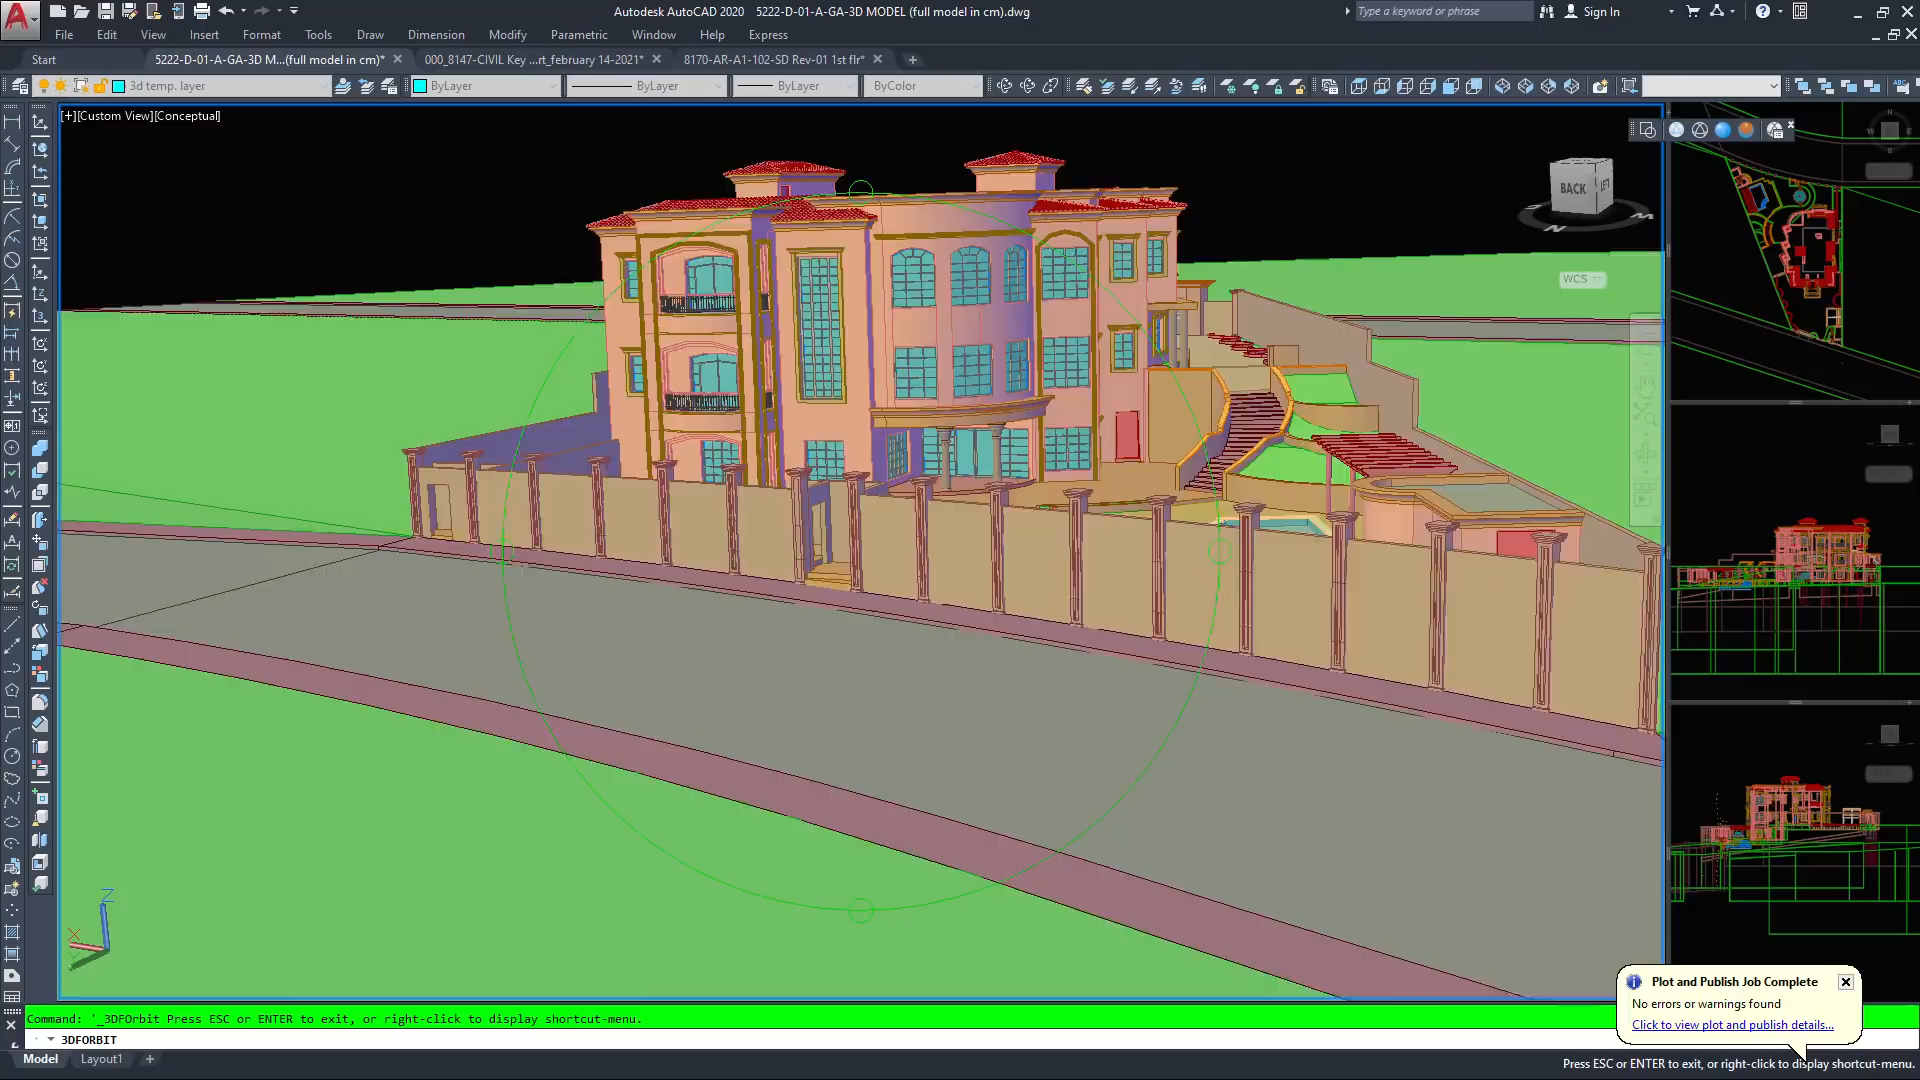 Autodesk AutoCAD 2020 5222-D-01-A-GA-3D MODEL (full model in cm).dwg
Type a keyword or phrase
Sign In
File Edit View Insert Format Tools Draw Dimension Modify Parametric Window Help Express
Start
5222-D-01-A-GA-3D M...(full model in cm)*
000_8147-CIVIL Key ...rt_february 14-2021*
8170-AR-A1-102-SD Rev-01 1st flr*
3d temp. layer
ByLayer
ByLayer
ByLayer
ByColor
[+][Custom View][Conceptual]
BACK
LEFT
N
WCS
Z
X
Y
Plot and Publish Job Complete
No errors or warnings found
Click to view plot and publish details...
Command: '_3DFOrbit Press ESC or ENTER to exit, or right-click to display shortcut-menu.
3DFORBIT
Model
Layout1
Press ESC or ENTER to exit, or right-click to display shortcut-menu.